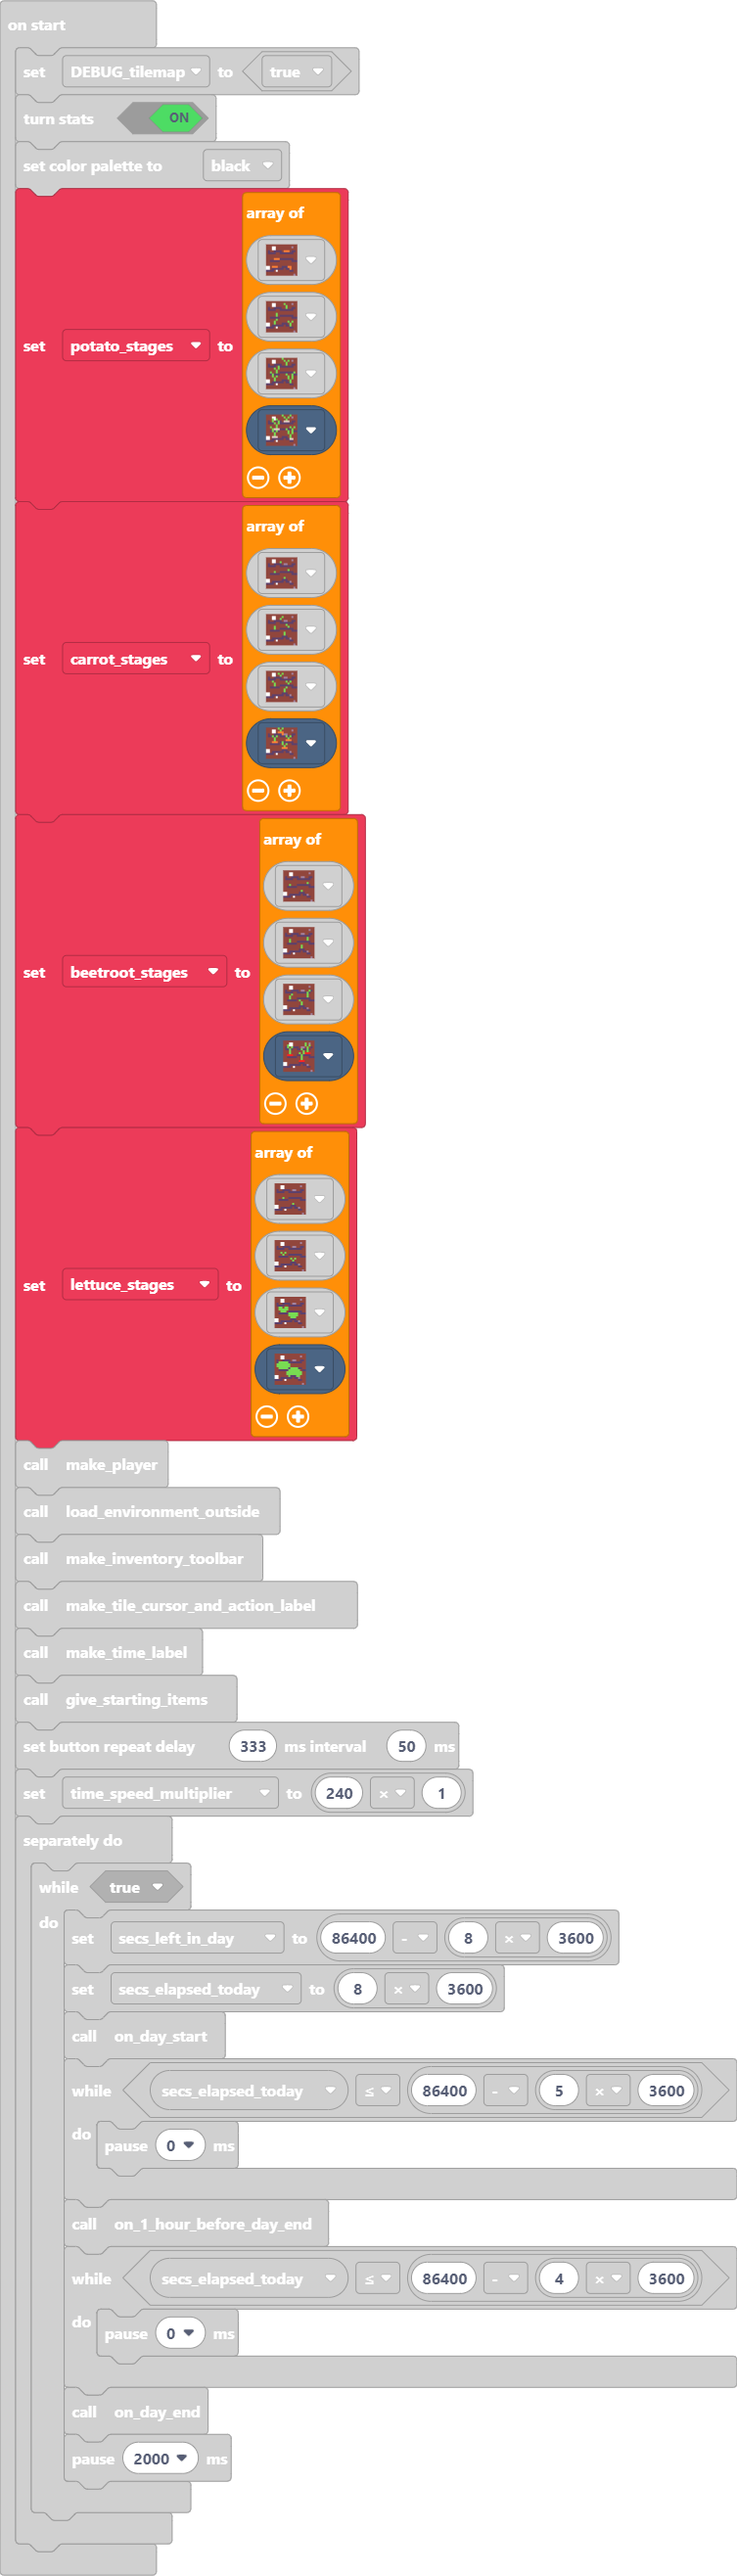 on start
set DEBUG_tilemap to true
turn stats ON
set color palette to black
array of
set potato_stages to
array of
set carrot_stages to
array of
set beetroot_stages to
array of
set lettuce_stages to
call make_player
call load_environment_outside
call make_inventory_toolbar
call make_tile_cursor_and_action_label
call make_time_label
call give_starting_items
set button repeat delay 333 ms interval 50 ms
set time_speed_multiplier to 240 × 1
separately do
while true
do
set secs_left_in_day to 86400 - 8 × 3600
set secs_elapsed_today to 8 × 3600
call on_day_start
while secs_elapsed_today ≤ 86400 - 5 × 3600
do
pause 0 ms
call on_1_hour_before_day_end
while secs_elapsed_today ≤ 86400 - 4 × 3600
do
pause 0 ms
call on_day_end
pause 2000 ms